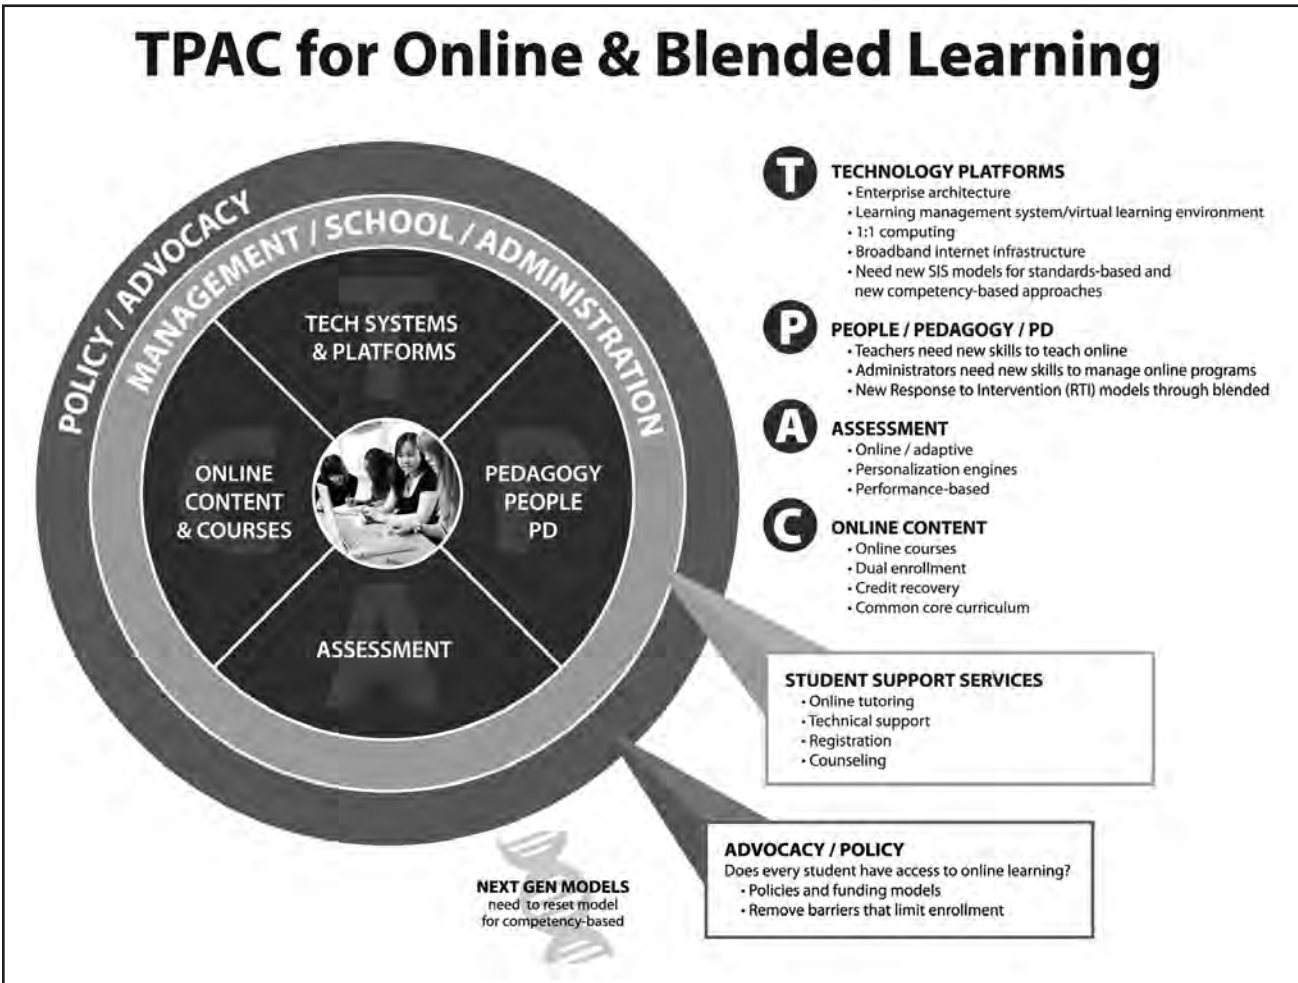 TPAC for Online & Blended Learning
POLICY / ADVOCACY
MANAGEMENT / SCHOOL / ADMINISTRATION
T
TECH SYSTEMS
& PLATFORMS
C
ONLINE
CONTENT
& COURSES
P
PEDAGOGY
PEOPLE
PD
A
ASSESSMENT
T
TECHNOLOGY PLATFORMS
• Enterprise architecture
• Learning management system/virtual learning environment
• 1:1 computing
• Broadband internet infrastructure
• Need new SIS models for standards-based and
new competency-based approaches
P
PEOPLE / PEDAGOGY / PD
• Teachers need new skills to teach online
• Administrators need new skills to manage online programs
• New Response to Intervention (RTI) models through blended
A
ASSESSMENT
• Online / adaptive
• Personalization engines
• Performance-based
C
ONLINE CONTENT
• Online courses
• Dual enrollment
• Credit recovery
• Common core curriculum
STUDENT SUPPORT SERVICES
• Online tutoring
• Technical support
• Registration
• Counseling
ADVOCACY / POLICY
Does every student have access to online learning?
• Policies and funding models
• Remove barriers that limit enrollment
NEXT GEN MODELS
need to reset model
for competency-based